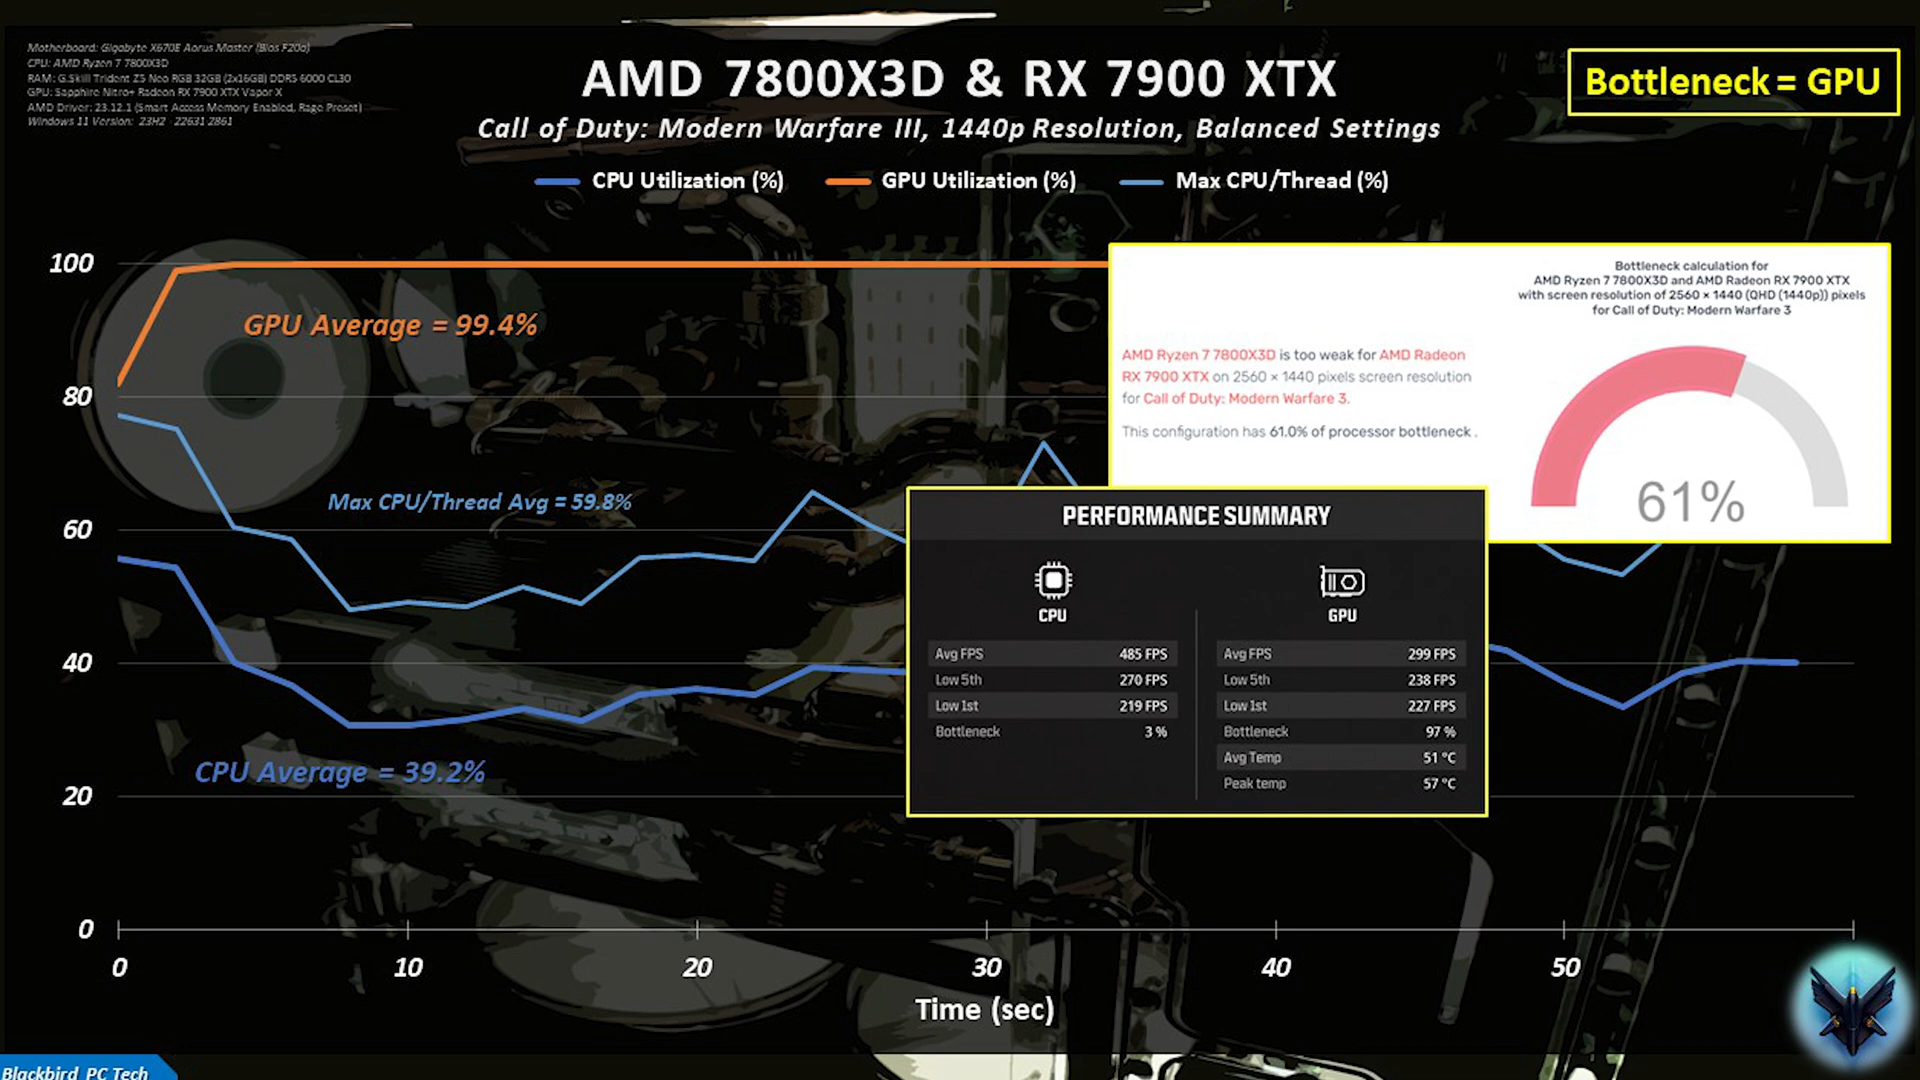 Motherboard: Gigabyte X670E Aorus Master (Bios F20a)
CPU: AMD Ryzen 7 7800X3D
RAM: G.Skill Trident Z5 Neo RGB 32GB (2x16GB) DDR5 6000 CL30
GPU: Sapphire Nitro+ Radeon RX 7900 XTX Vapor X
AMD Driver: 23.12.1 (Smart Access Memory Enabled, Rage Preset)
Windows 11 Version: 23H2 22631 2861
AMD 7800X3D & RX 7900 XTX
Call of Duty: Modern Warfare III, 1440p Resolution, Balanced Settings
Bottleneck = GPU
CPU Utilization (%) GPU Utilization (%) Max CPU/Thread (%)
100
80
60
40
20
0
GPU Average = 99.4%
Max CPU/Thread Avg = 59.8%
CPU Average = 39.2%
Bottleneck calculation for
AMD Ryzen 7 7800X3D and AMD Radeon RX 7900 XTX
with screen resolution of 2560 × 1440 (QHD (1440p)) pixels
for Call of Duty: Modern Warfare 3
AMD Ryzen 7 7800X3D is too weak for AMD Radeon
RX 7900 XTX on 2560 × 1440 pixels screen resolution
for Call of Duty: Modern Warfare 3.
This configuration has 61.0% of processor bottleneck .
61%
PERFORMANCE SUMMARY
CPU
Avg FPS 485 FPS
Low 5th 270 FPS
Low 1st 219 FPS
Bottleneck 3 %
GPU
Avg FPS 299 FPS
Low 5th 238 FPS
Low 1st 227 FPS
Bottleneck 97 %
Avg Temp 51 °C
Peak temp 57 °C
0 10 20 30 40 50
Time (sec)
Blackbird PC Tech